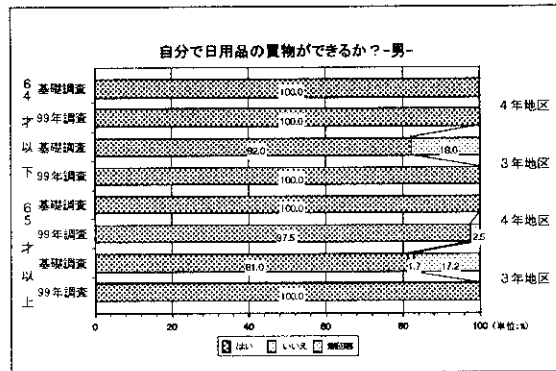 自分で日用品の買物ができるか？-男-
64才以下
基礎調査 100.0
99年調査 100.0
4年地区
基礎調査 82.0 18.0
99年調査 100.0
3年地区
65才以上
基礎調査 100.0
99年調査 97.5 2.5
4年地区
基礎調査 81.0 1.7 17.2
99年調査 100.0
3年地区
0 20 40 60 80 100 (単位:%)
はい いいえ 無回答